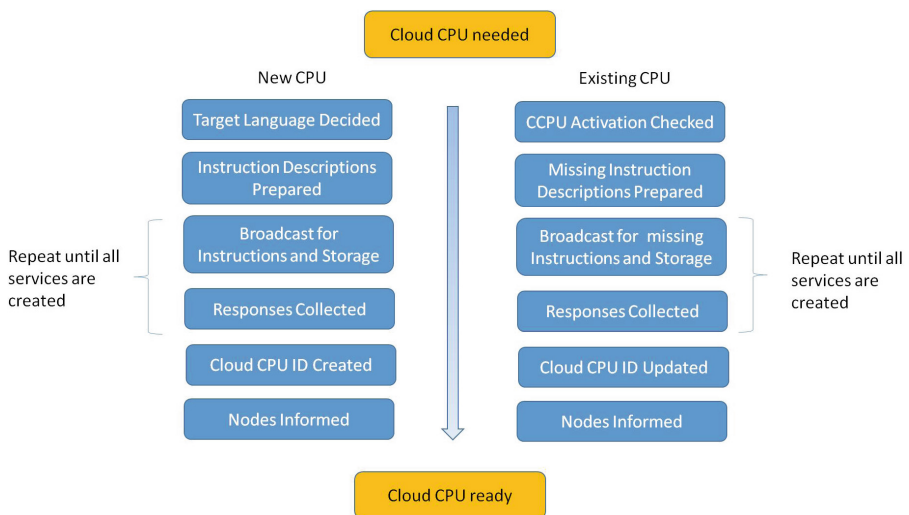 Cloud CPU needed
New CPU
Target Language Decided
Instruction Descriptions
Prepared
Broadcast for
Instructions and Storage
Responses Collected
Cloud CPU ID Created
Nodes Informed
Repeat until all
services are
created
Existing CPU
CCPU Activation Checked
Missing Instruction
Descriptions Prepared
Broadcast for missing
Instructions and Storage
Responses Collected
Cloud CPU ID Updated
Nodes Informed
Repeat until all
services are
created
Cloud CPU ready